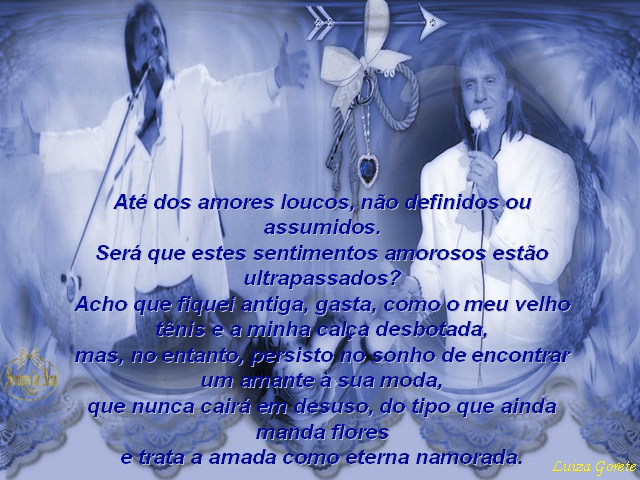 Até dos amores loucos, não definidos ou
assumidos.
Será que estes sentimentos amorosos estão
ultrapassados?
Acho que fiquei antiga, gasta, como o meu velho
tênis e a minha calça desbotada,
mas, no entanto, persisto no sonho de encontrar
um amante à sua moda,
que nunca cairá em desuso, do tipo que ainda
manda flores
e trata a amada como eterna namorada.
Luiza Gorete